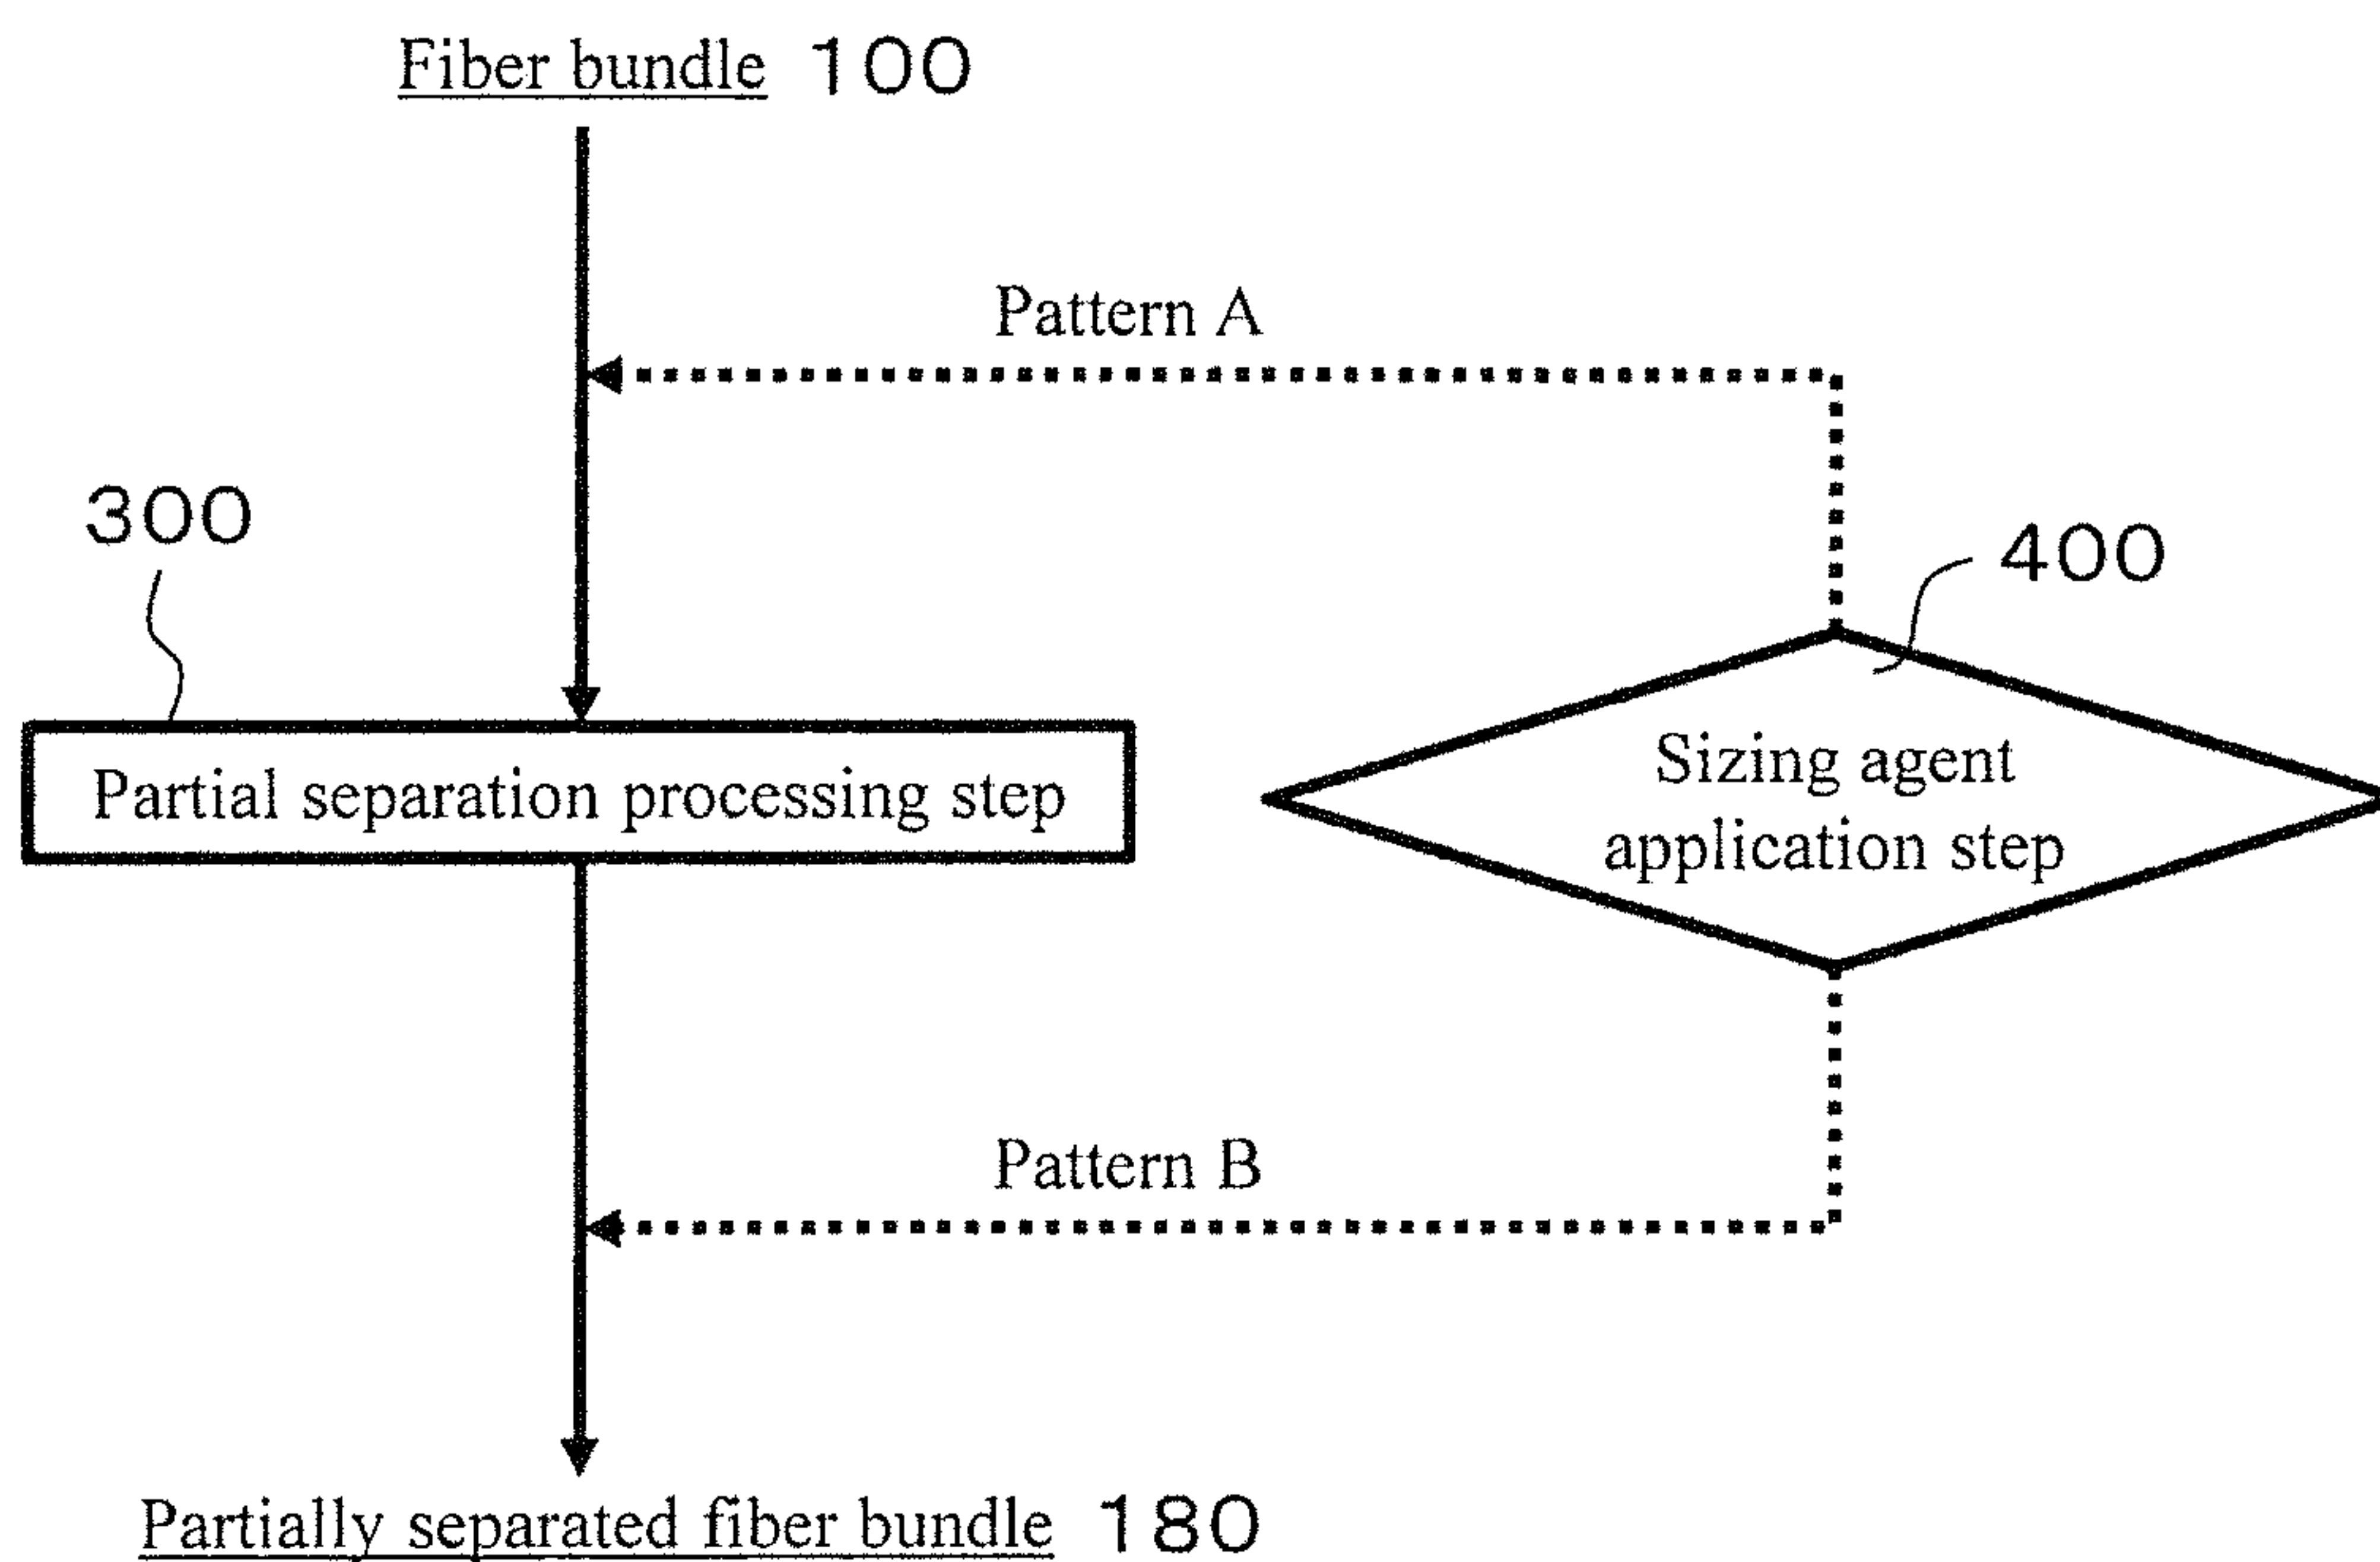 Fiber bundle 100
Pattern A
300
400
Partial separation processing step
Sizing agent
application step
Pattern B
Partially separated fiber bundle 180